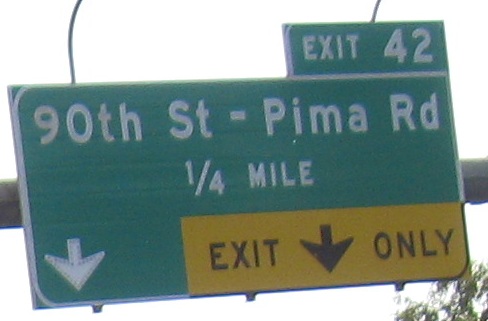 EXIT 42
90th St - Pima Rd
1/4 MILE
EXIT ONLY